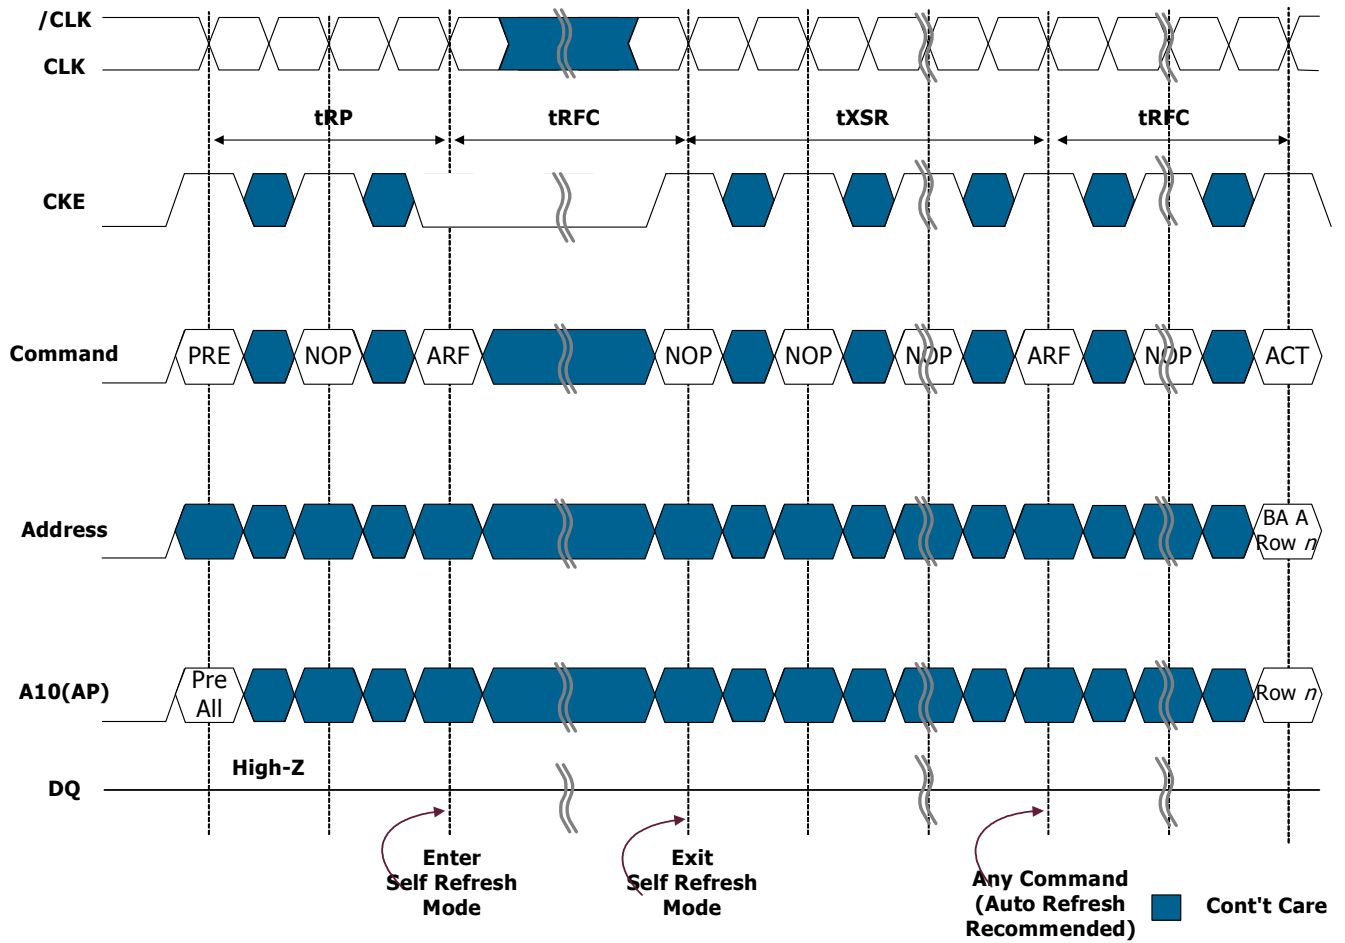 /CLK
CLK
tRP
tRFC
tXSR
tRFC
CKE
Command
PRE
NOP
ARF
NOP
NOP
NOP
ARF
NOP
ACT
Address
BA A
Row n
A10(AP)
Pre
All
Row n
High-Z
DQ
Enter
Self Refresh
Mode
Exit
Self Refresh
Mode
Any Command
(Auto Refresh
Recommended)
Cont't Care